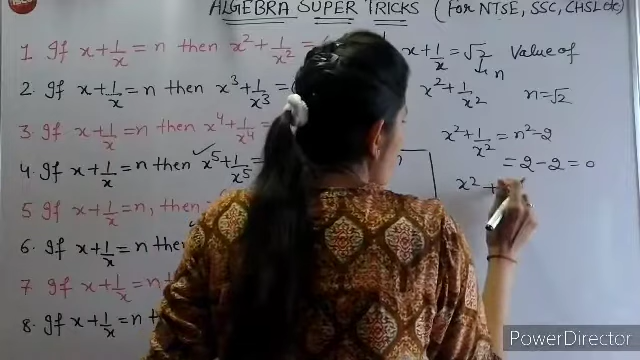 ALGEBRA SUPER TRICKS (For NTSE, SSC, CHSL etc)
1 If x+1/x=n then x²+1/x²=
2. If x+1/x=n then x³+1/x³=
3. If x+1/x=n then x⁴+1/x⁴=
4. If x+1/x=n then x⁵+1/x⁵=
5. If x+1/x=n, then
6. If x+1/x=n then
7. If x+1/x=n
8. If x+1/x=n
x+1/x=√2 Value of
n
x²+1/x² n=√2
x²+1/x²=n²-2
=2-2=0
x²+
PowerDirector